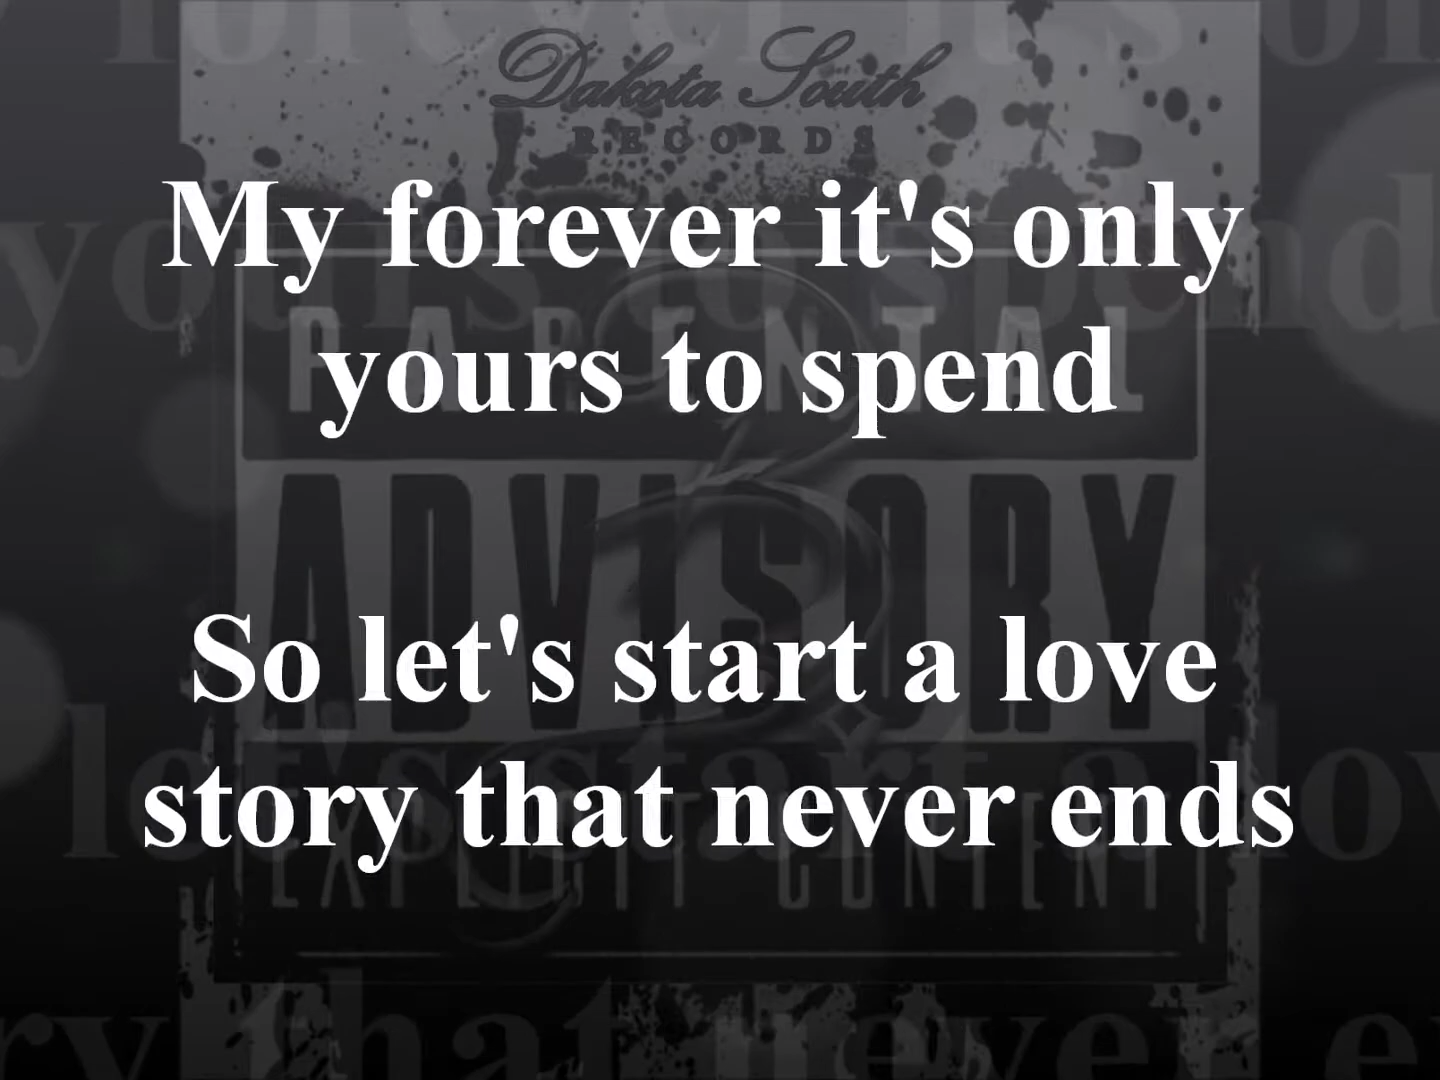 Dakota South
RECORDS
My forever it's only
yours to spend
PARENTAL
ADVISORY
So let's start a love
story that never ends
EXPLICIT CONTENT